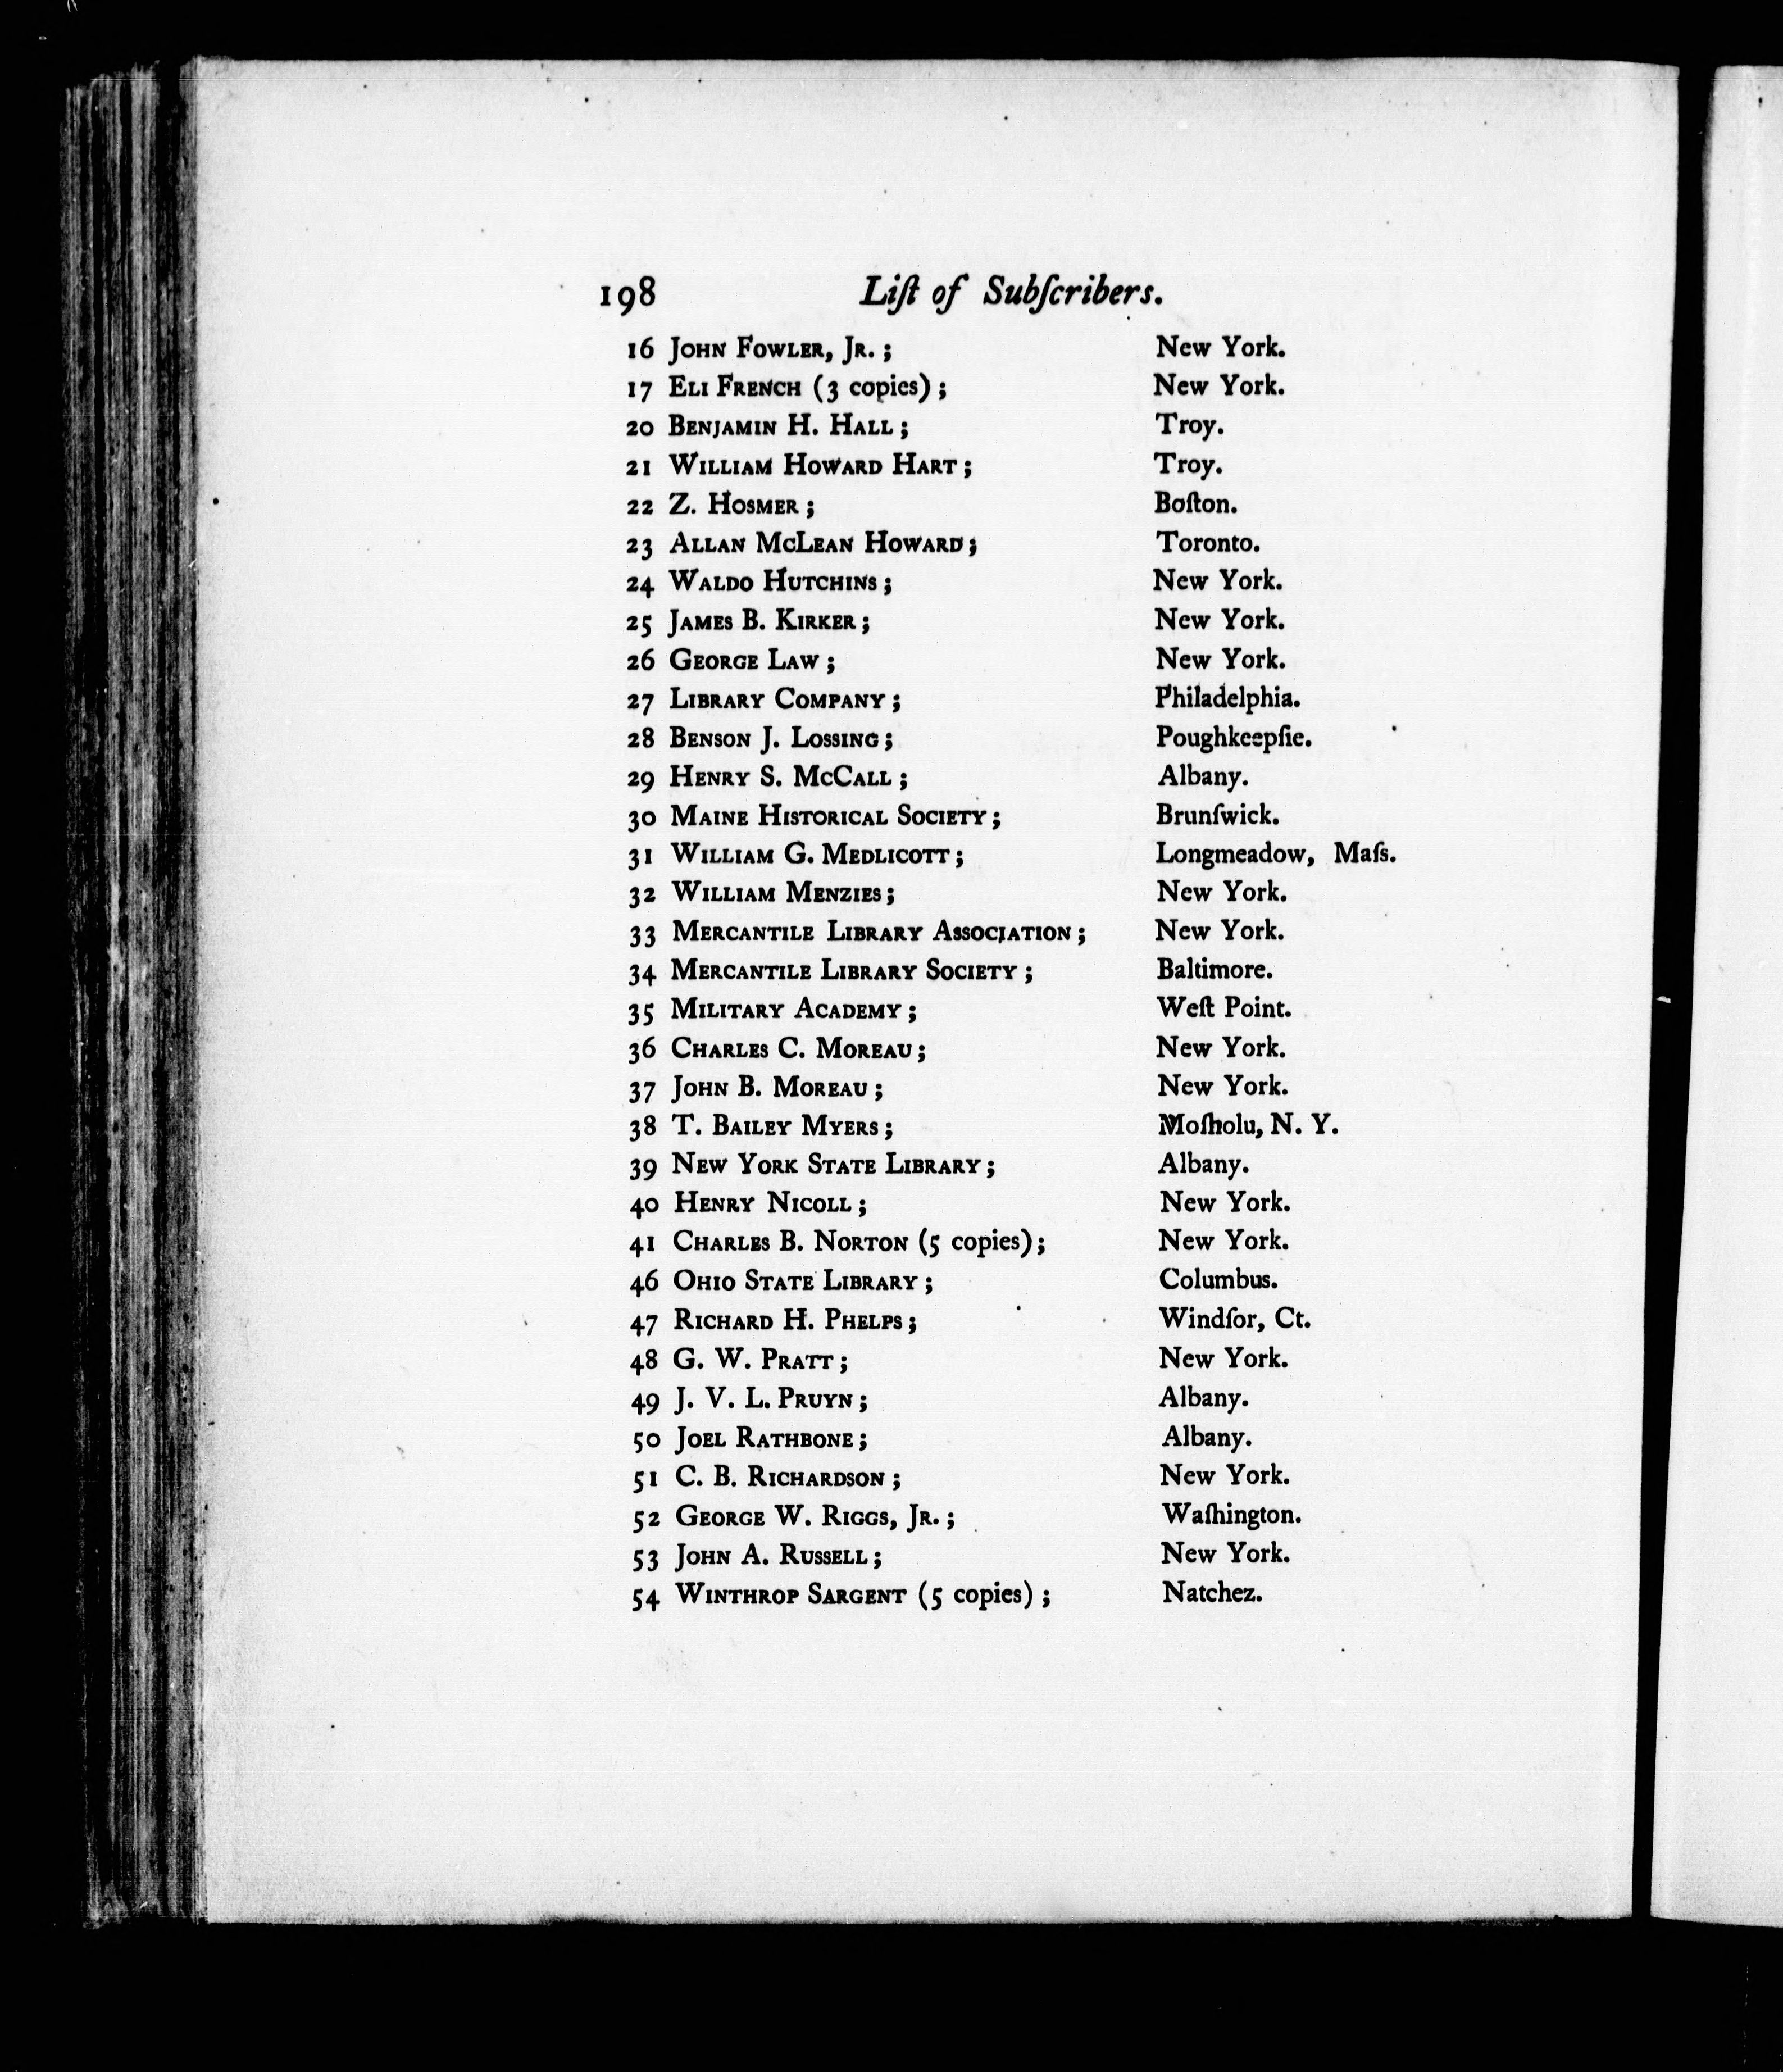 198 Liſt of Subſcribers.
16 John Fowler, Jr. ; New York.
17 Eli French (3 copies) ; New York.
20 Benjamin H. Hall ; Troy.
21 William Howard Hart ; Troy.
22 Z. Hosmer ; Boſton.
23 Allan McLean Howard ; Toronto.
24 Waldo Hutchins ; New York.
25 James B. Kirker ; New York.
26 George Law ; New York.
27 Library Company ; Philadelphia.
28 Benson J. Lossing ; Poughkeepſie.
29 Henry S. McCall ; Albany.
30 Maine Historical Society ; Brunſwick.
31 William G. Medlicott ; Longmeadow, Maſs.
32 William Menzies ; New York.
33 Mercantile Library Association ; New York.
34 Mercantile Library Society ; Baltimore.
35 Military Academy ; Weſt Point.
36 Charles C. Moreau ; New York.
37 John B. Moreau ; New York.
38 T. Bailey Myers ; Moſholu, N. Y.
39 New York State Library ; Albany.
40 Henry Nicoll ; New York.
41 Charles B. Norton (5 copies) ; New York.
46 Ohio State Library ; Columbus.
47 Richard H. Phelps ; Windſor, Ct.
48 G. W. Pratt ; New York.
49 J. V. L. Pruyn ; Albany.
50 Joel Rathbone ; Albany.
51 C. B. Richardson ; New York.
52 George W. Riggs, Jr. ; Waſhington.
53 John A. Russell ; New York.
54 Winthrop Sargent (5 copies) ; Natchez.